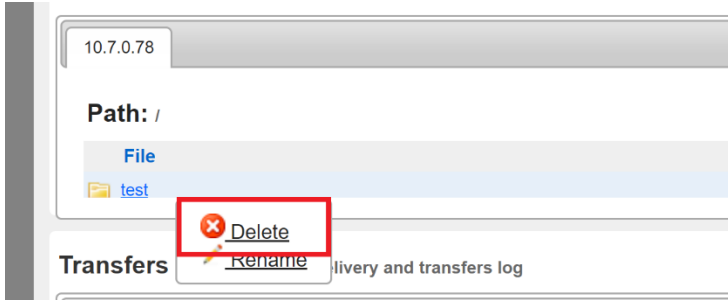 10.7.0.78
Path: /
File
test
Delete
Rename
Transfers livery and transfers log